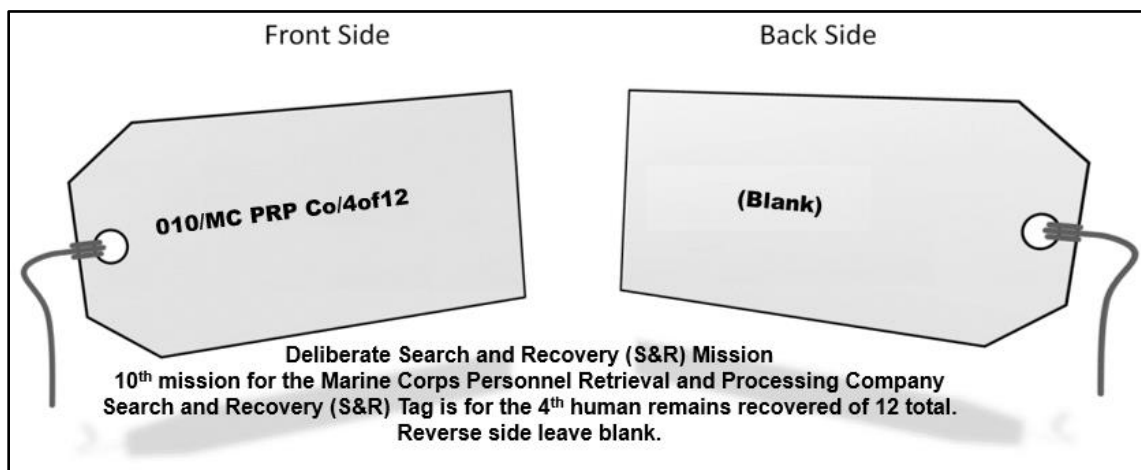 Front Side
Back Side
010/MC PRP Co/4of12
(Blank)
Deliberate Search and Recovery (S&R) Mission
10th mission for the Marine Corps Personnel Retrieval and Processing Company
Search and Recovery (S&R) Tag is for the 4th human remains recovered of 12 total.
Reverse side leave blank.